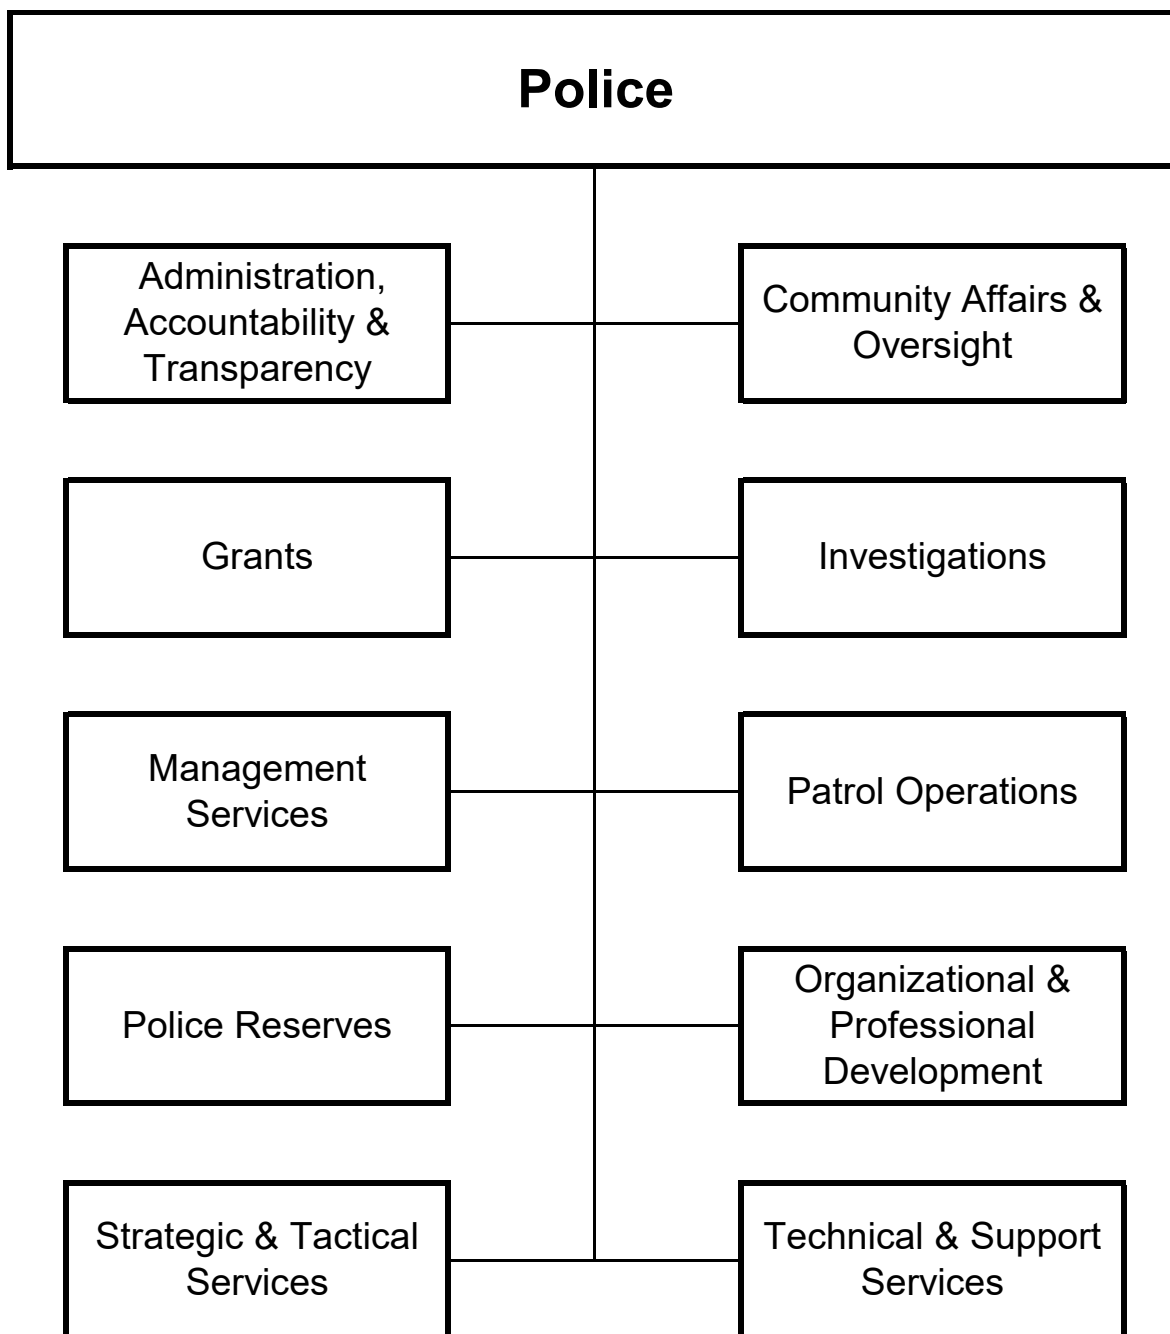 Police
Administration,
Accountability &
Transparency
Community Affairs &
Oversight
Grants
Investigations
Management
Services
Patrol Operations
Police Reserves
Organizational &
Professional
Development
Strategic & Tactical
Services
Technical & Support
Services